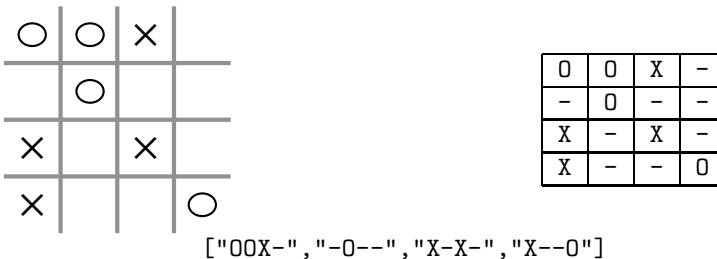 O O X
O
X X
X O
O O X -
- O - -
X - X -
X - - O
["OOX-","-O--","X-X-","X--O"]